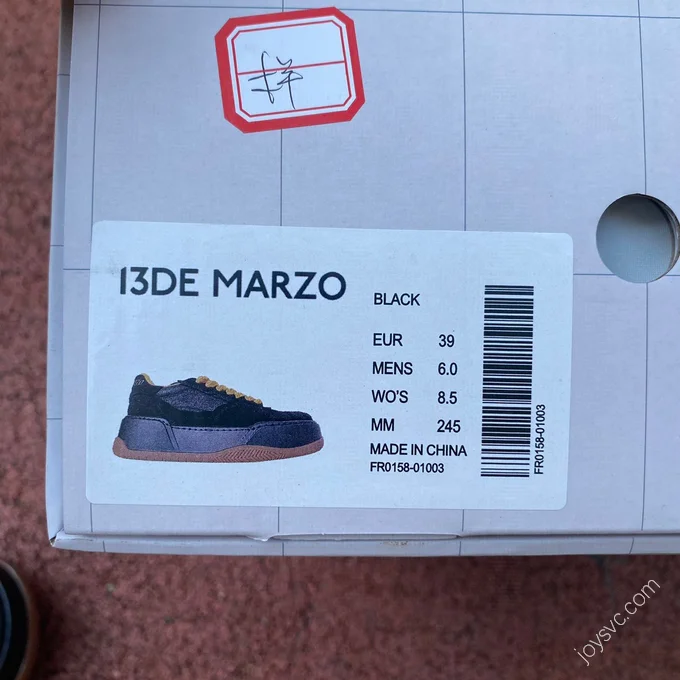 样
13DE MARZO
BLACK
EUR 39
MENS 6.0
WO'S 8.5
MM 245
MADE IN CHINA
FR0158-01003
FR0158-01003
joysvc.com